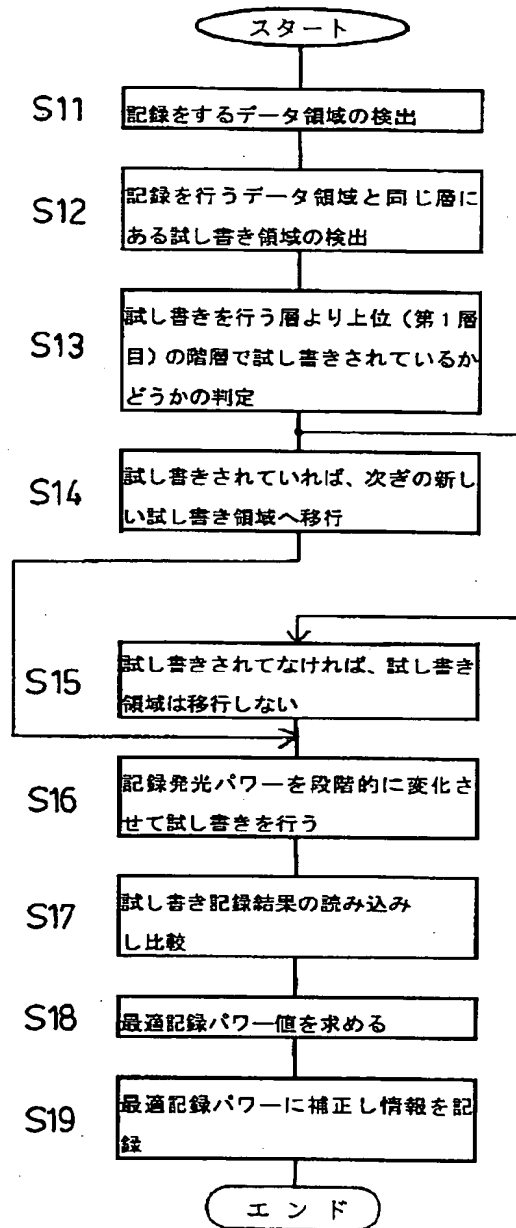 スタート
S11
記録をするデータ領域の検出
S12
記録を行うデータ領域と同じ層に
ある試し書き領域の検出
S13
試し書きを行う層より上位（第1層
目）の階層で試し書きされているか
どうかの判定
S14
試し書きされていれば、次ぎの新し
い試し書き領域へ移行
S15
試し書きされてなければ、試し書き
領域は移行しない
S16
記録発光パワーを段階的に変化さ
せて試し書きを行う
S17
試し書き記録結果の読み込み
し比較
S18
最適記録パワー値を求める
S19
最適記録パワーに補正し情報を記
録
エンド